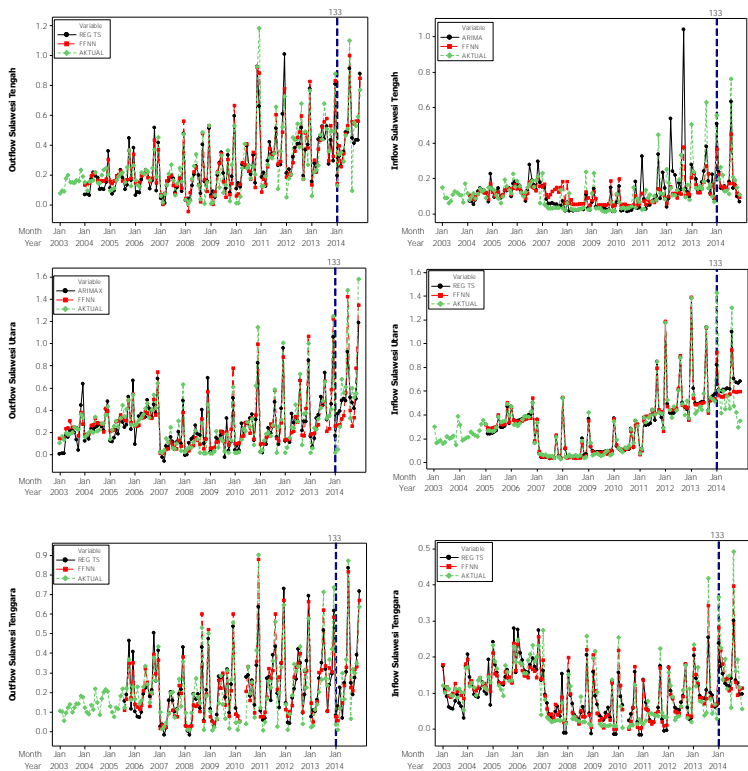 133
Outflow Sulawesi Tengah
Variable
REG TS
FFNN
AKTUAL
1.2
1.0
0.8
0.6
0.4
0.2
0.0
Month Jan Jan Jan Jan Jan Jan Jan Jan Jan Jan Jan Jan
Year 2003 2004 2005 2006 2007 2008 2009 2010 2011 2012 2013 2014
133
Inflow Sulawesi Tengah
Variable
ARIMA
FFNN
AKTUAL
1.0
0.8
0.6
0.4
0.2
0.0
Month Jan Jan Jan Jan Jan Jan Jan Jan Jan Jan Jan Jan
Year 2003 2004 2005 2006 2007 2008 2009 2010 2011 2012 2013 2014
133
Outflow Sulawesi Utara
Variable
ARIMAX
FFNN
AKTUAL
1.6
1.4
1.2
1.0
0.8
0.6
0.4
0.2
0.0
Month Jan Jan Jan Jan Jan Jan Jan Jan Jan Jan Jan Jan
Year 2003 2004 2005 2006 2007 2008 2009 2010 2011 2012 2013 2014
133
Inflow Sulawesi Utara
Variable
REG TS
FFNN
AKTUAL
1.6
1.4
1.2
1.0
0.8
0.6
0.4
0.2
0.0
Month Jan Jan Jan Jan Jan Jan Jan Jan Jan Jan Jan Jan
Year 2003 2004 2005 2006 2007 2008 2009 2010 2011 2012 2013 2014
133
Outflow Sulawesi Tenggara
Variable
REG TS
FFNN
AKTUAL
0.9
0.8
0.7
0.6
0.5
0.4
0.3
0.2
0.1
0.0
Month Jan Jan Jan Jan Jan Jan Jan Jan Jan Jan Jan Jan
Year 2003 2004 2005 2006 2007 2008 2009 2010 2011 2012 2013 2014
133
Inflow Sulawesi Tenggara
Variable
REG TS
FFNN
AKTUAL
0.5
0.4
0.3
0.2
0.1
0.0
Month Jan Jan Jan Jan Jan Jan Jan Jan Jan Jan Jan Jan
Year 2003 2004 2005 2006 2007 2008 2009 2010 2011 2012 2013 2014